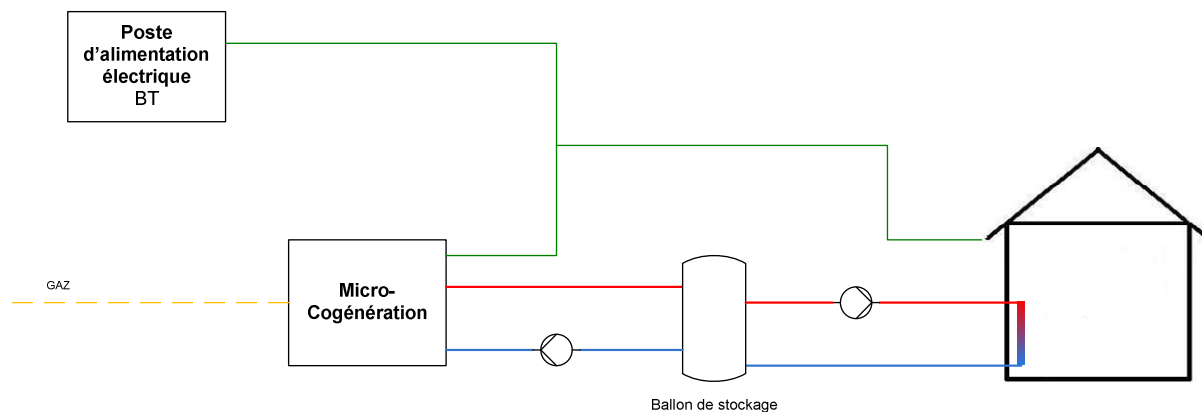 Poste
d'alimentation
électrique
BT
GAZ
Micro-
Cogénération
Ballon de stockage